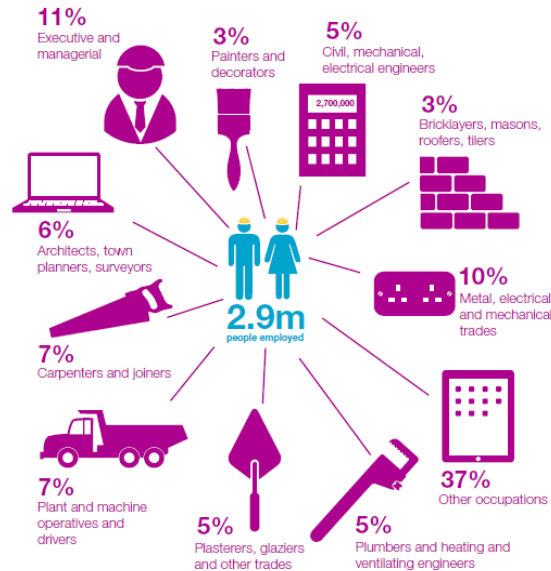 11%
Executive and
managerial
3%
Painters and
decorators
5%
Civil, mechanical,
electrical engineers
2,700,000
3%
Bricklayers, masons,
roofers, tilers
6%
Architects, town
planners, surveyors
2.9m
people employed
10%
Metal, electrical
and mechanical
trades
7%
Carpenters and joiners
7%
Plant and machine
operatives and
drivers
5%
Plasterers, glaziers
and other trades
5%
Plumbers and heating and
ventilating engineers
37%
Other occupations